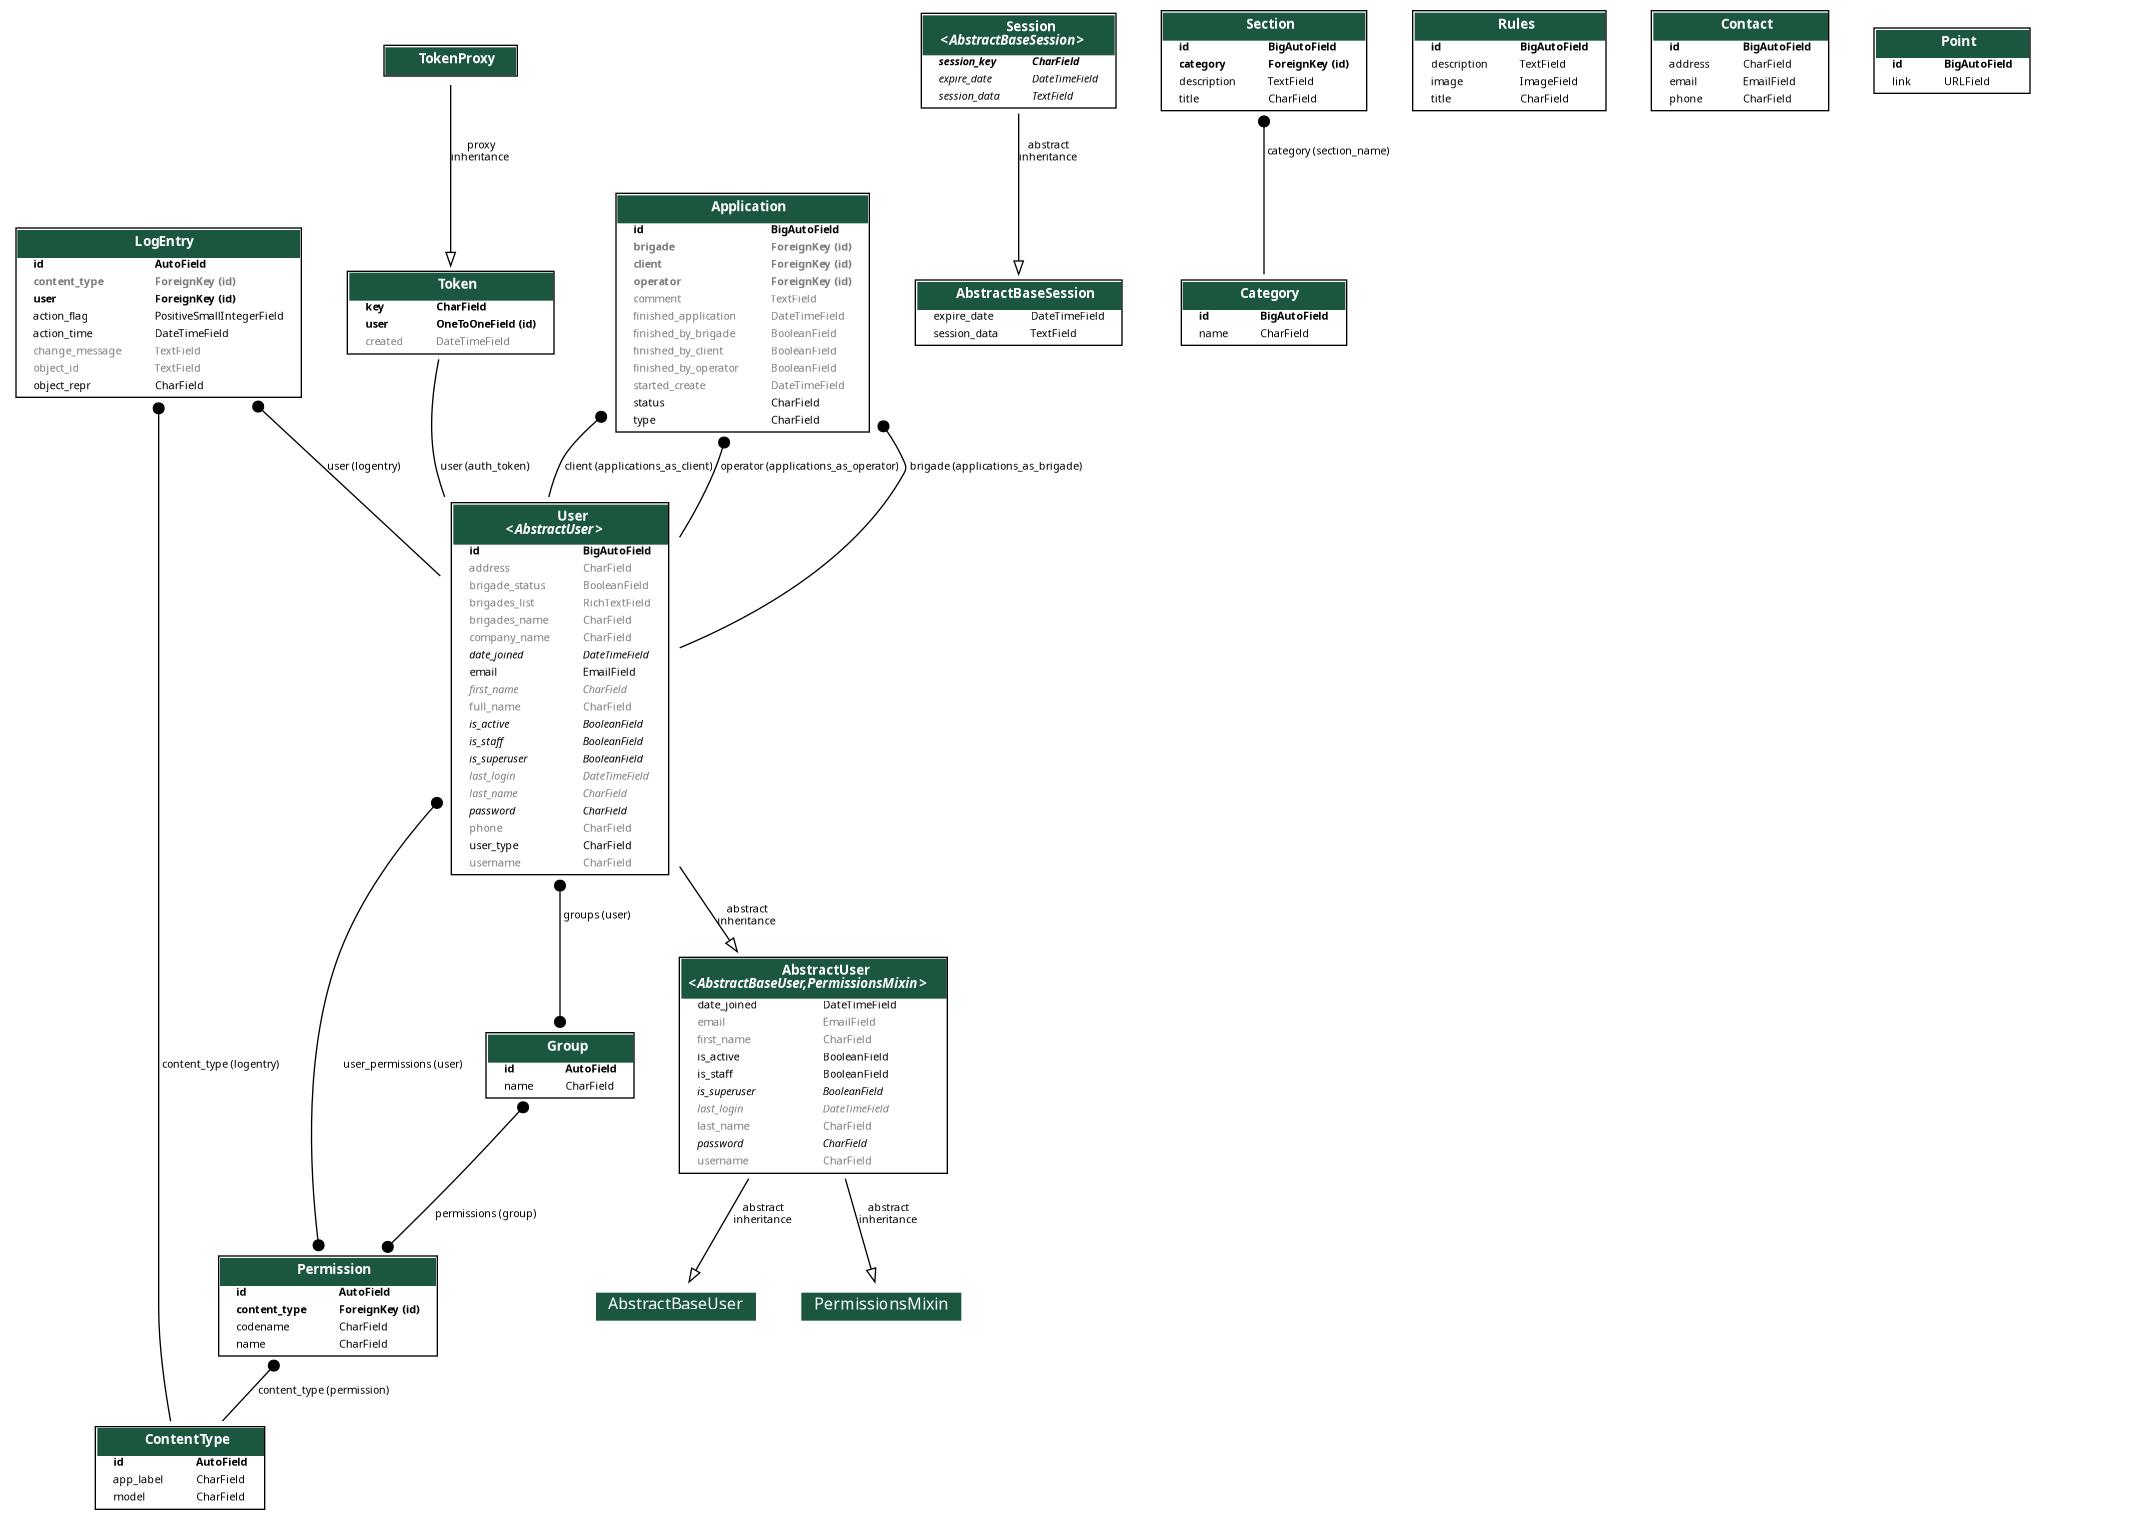 TokenProxy
proxy
inheritance
Session
<AbstractBaseSession>
session_key CharField
expire_date DateTimeField
session_data TextField
abstract
inheritance
Section
id BigAutoField
category ForeignKey (id)
description TextField
title CharField
category (section_name)
Rules
id BigAutoField
description TextField
image ImageField
title CharField
Contact
id BigAutoField
address CharField
email EmailField
phone CharField
Point
id BigAutoField
link URLField
LogEntry
id AutoField
content_type ForeignKey (id)
user ForeignKey (id)
action_flag PositiveSmallIntegerField
action_time DateTimeField
change_message TextField
object_id TextField
object_repr CharField
Token
key CharField
user OneToOneField (id)
created DateTimeField
Application
id BigAutoField
brigade ForeignKey (id)
client ForeignKey (id)
operator ForeignKey (id)
comment TextField
finished_application DateTimeField
finished_by_brigade BooleanField
finished_by_client BooleanField
finished_by_operator BooleanField
started_create DateTimeField
status CharField
type CharField
AbstractBaseSession
expire_date DateTimeField
session_data TextField
Category
id BigAutoField
name CharField
user (logentry)
user (auth_token)
client (applications_as_client)
operator (applications_as_operator)
brigade (applications_as_brigade)
User
<AbstractUser>
id BigAutoField
address CharField
brigade_status BooleanField
brigades_list RichTextField
brigades_name CharField
company_name CharField
date_joined DateTimeField
email EmailField
first_name CharField
full_name CharField
is_active BooleanField
is_staff BooleanField
is_superuser BooleanField
last_login DateTimeField
last_name CharField
password CharField
phone CharField
user_type CharField
username CharField
groups (user)
abstract
inheritance
AbstractUser
<AbstractBaseUser,PermissionsMixin>
date_joined DateTimeField
email EmailField
first_name CharField
is_active BooleanField
is_staff BooleanField
is_superuser BooleanField
last_login DateTimeField
last_name CharField
password CharField
username CharField
content_type (logentry)
user_permissions (user)
Group
id AutoField
name CharField
permissions (group)
abstract
inheritance
abstract
inheritance
Permission
id AutoField
content_type ForeignKey (id)
codename CharField
name CharField
AbstractBaseUser
PermissionsMixin
content_type (permission)
ContentType
id AutoField
app_label CharField
model CharField